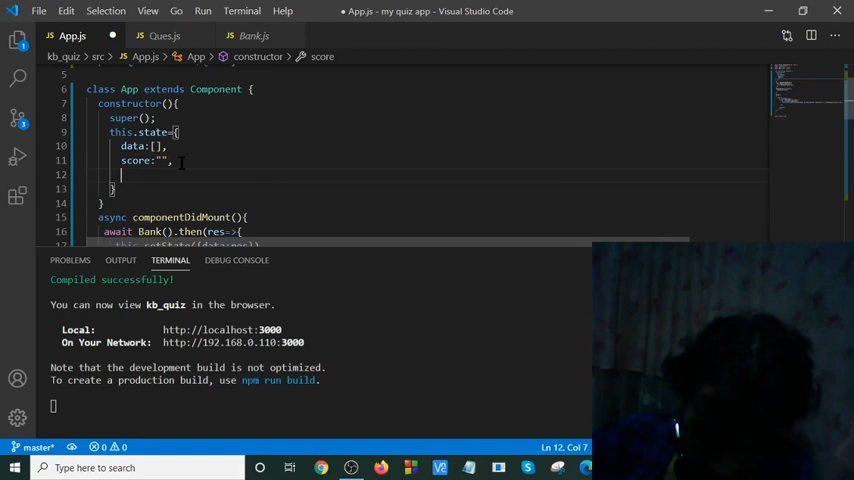 File Edit Selection View Go Run Terminal Help ● App.js - my quiz app - Visual Studio Code
App.js Ques.js Bank.js
kb_quiz > src > App.js > App > constructor > score
5
6 class App extends Component {
7 constructor(){
8 super();
9 this.state={
10 data:[],
11 score:"",
12
13 }
14 }
15 async componentDidMount(){
16 await Bank().then(res=>{
17 this.setState({data:res})
PROBLEMS OUTPUT TERMINAL DEBUG CONSOLE
Compiled successfully!
You can now view kb_quiz in the browser.
Local: http://localhost:3000
On Your Network: http://192.168.0.110:3000
Note that the development build is not optimized.
To create a production build, use npm run build.
master* 0 0 Ln 12, Col 7
Type here to search